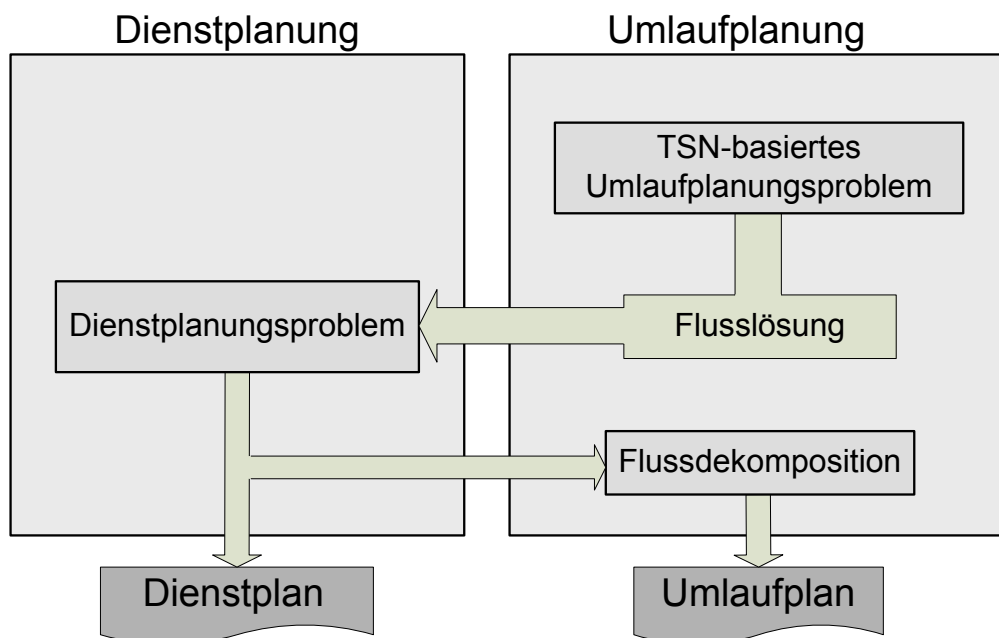 Dienstplanung
Umlaufplanung
TSN-basiertes
Umlaufplanungsproblem
Dienstplanungsproblem
Flusslösung
Flussdekomposition
Dienstplan
Umlaufplan